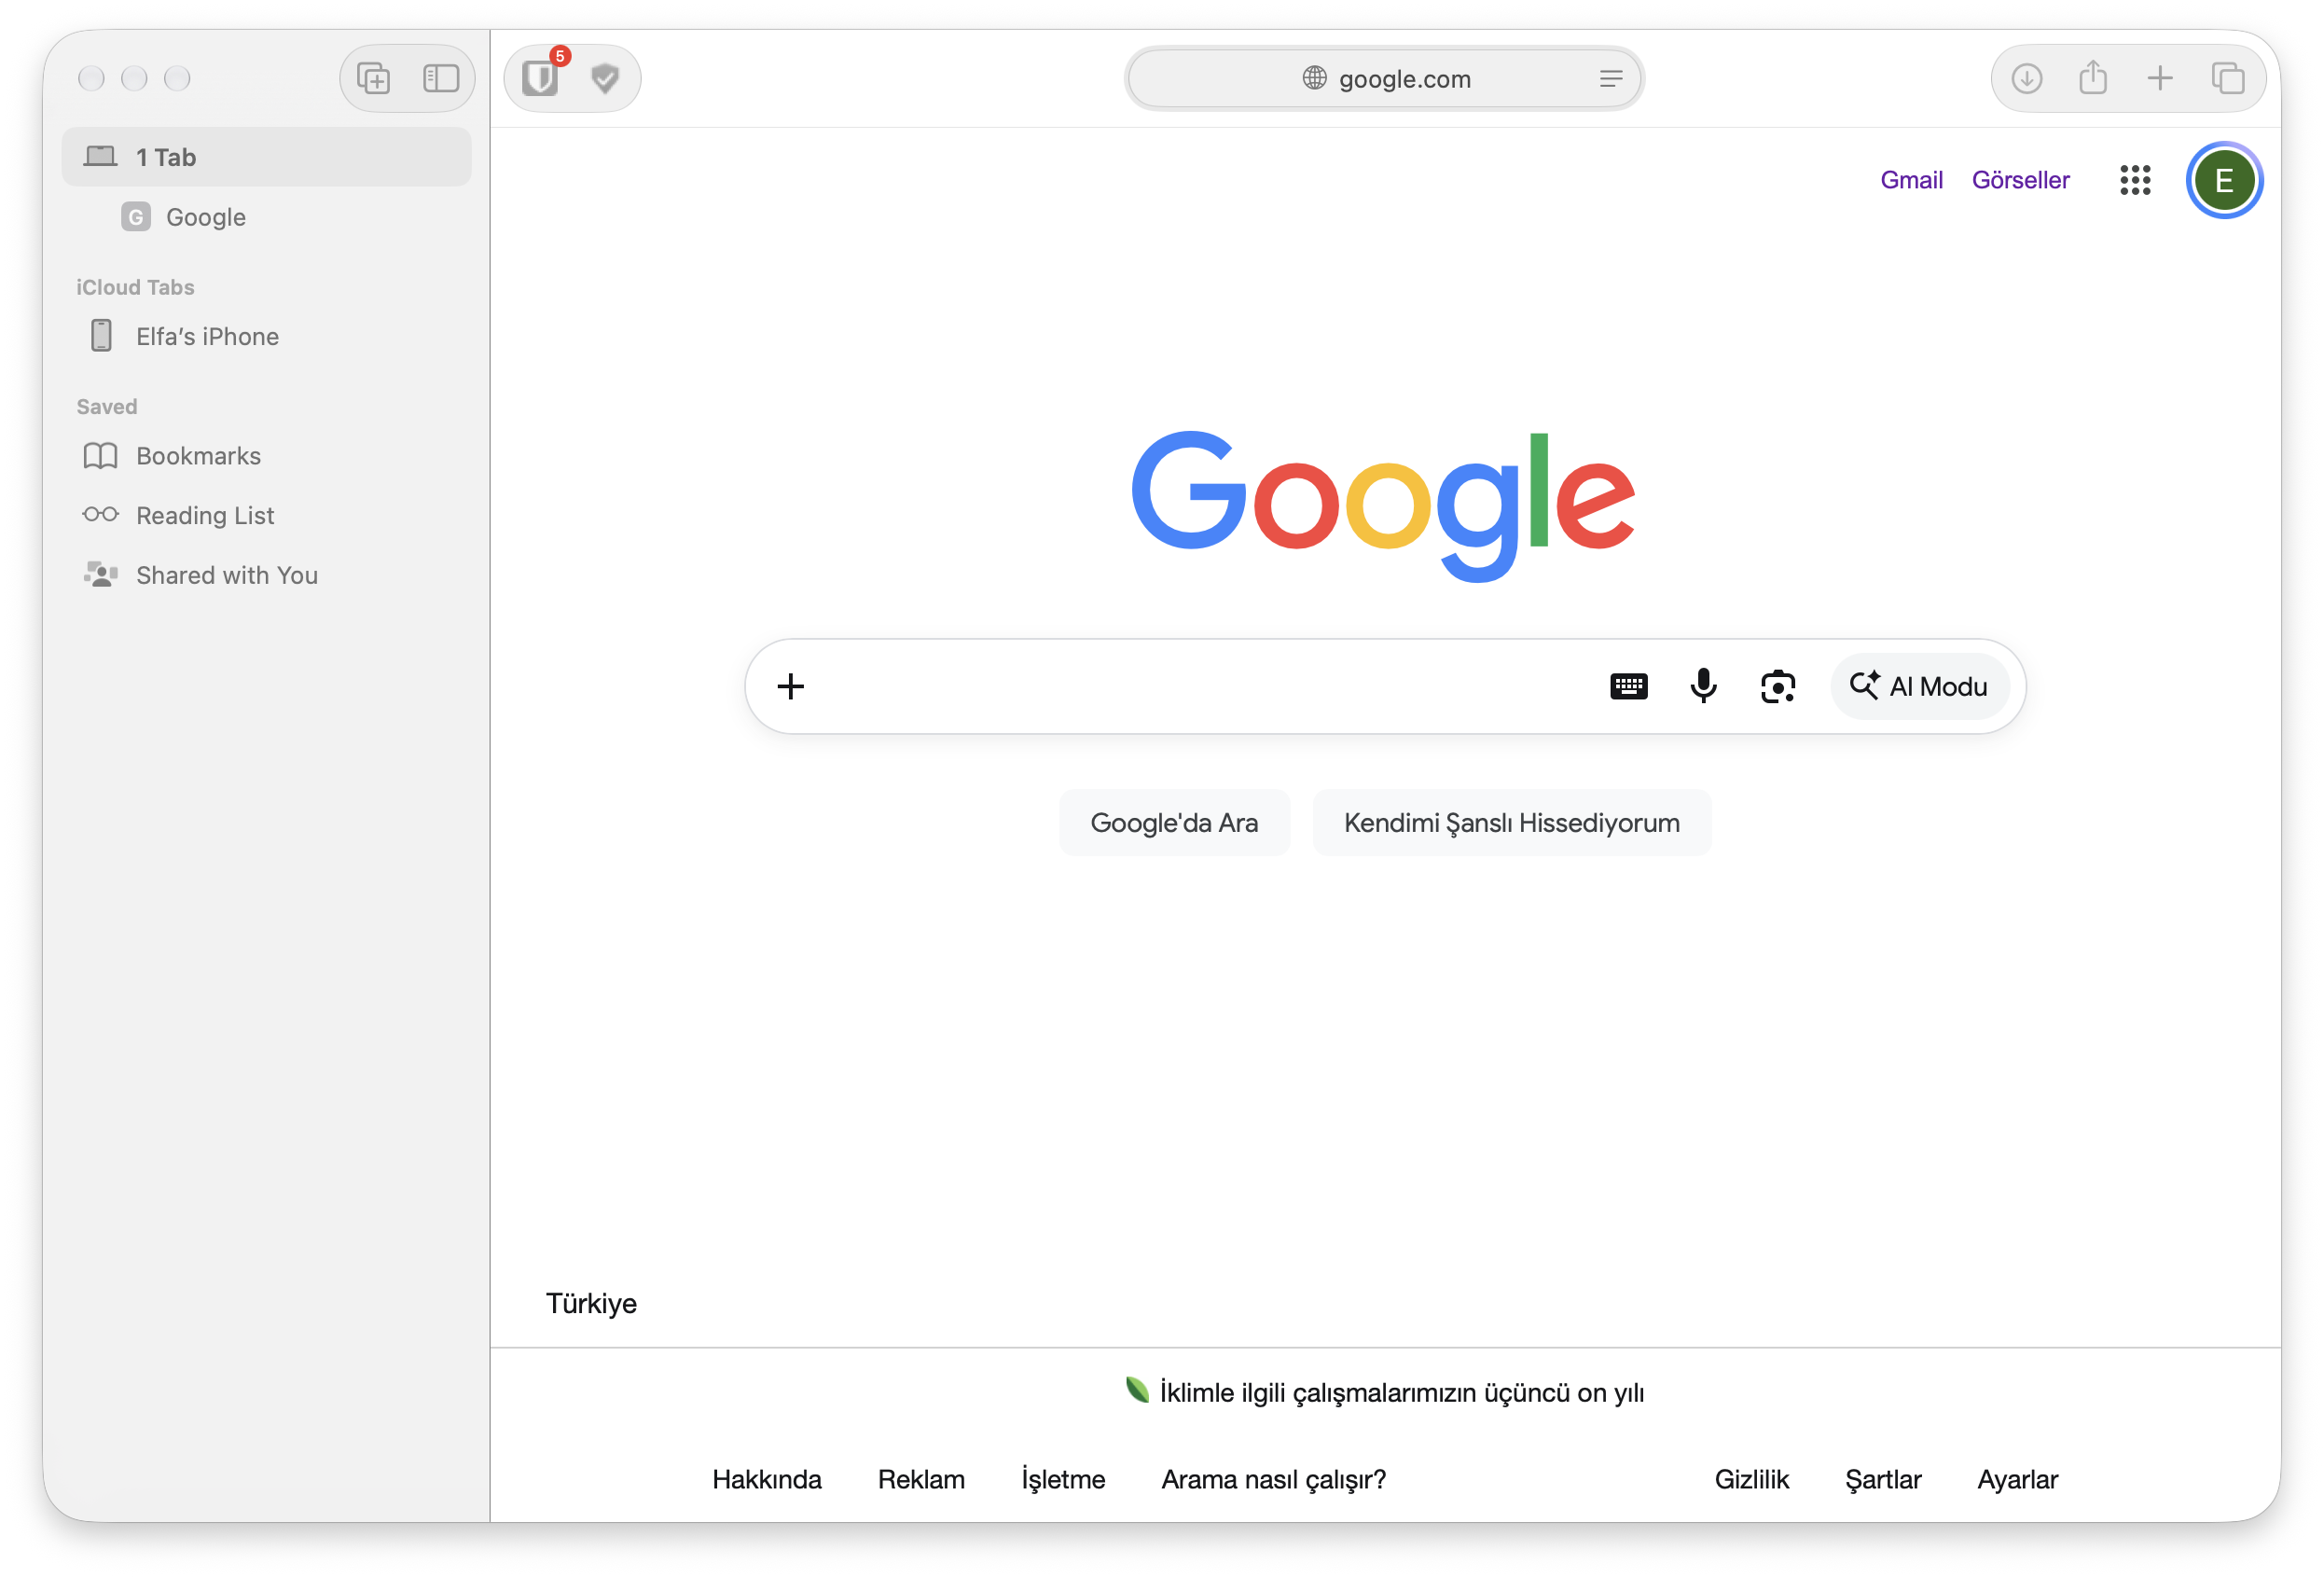 5
google.com
1 Tab
G Google
iCloud Tabs
Elfa’s iPhone
Saved
Bookmarks
Reading List
Shared with You
Gmail Görseller E
Google
AI Modu
Google'da Ara Kendimi Şanslı Hissediyorum
Türkiye
İklimle ilgili çalışmalarımızın üçüncü on yılı
Hakkında Reklam İşletme Arama nasıl çalışır? Gizlilik Şartlar Ayarlar